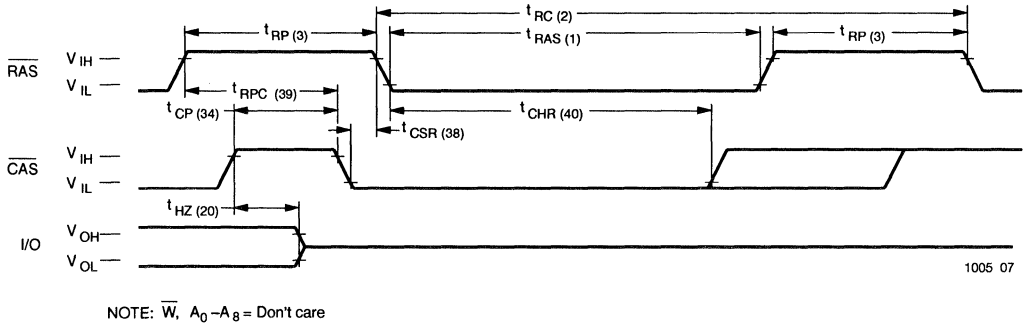 t RC (2)
t RP (3)
t RAS (1)
t RP (3)
RAS
V IH
V IL
t RPC (39)
t CP (34)
t CHR (40)
t CSR (38)
CAS
V IH
V IL
t HZ (20)
I/O
V OH
V OL
1005 07
NOTE: W, A0–A8 = Don't care